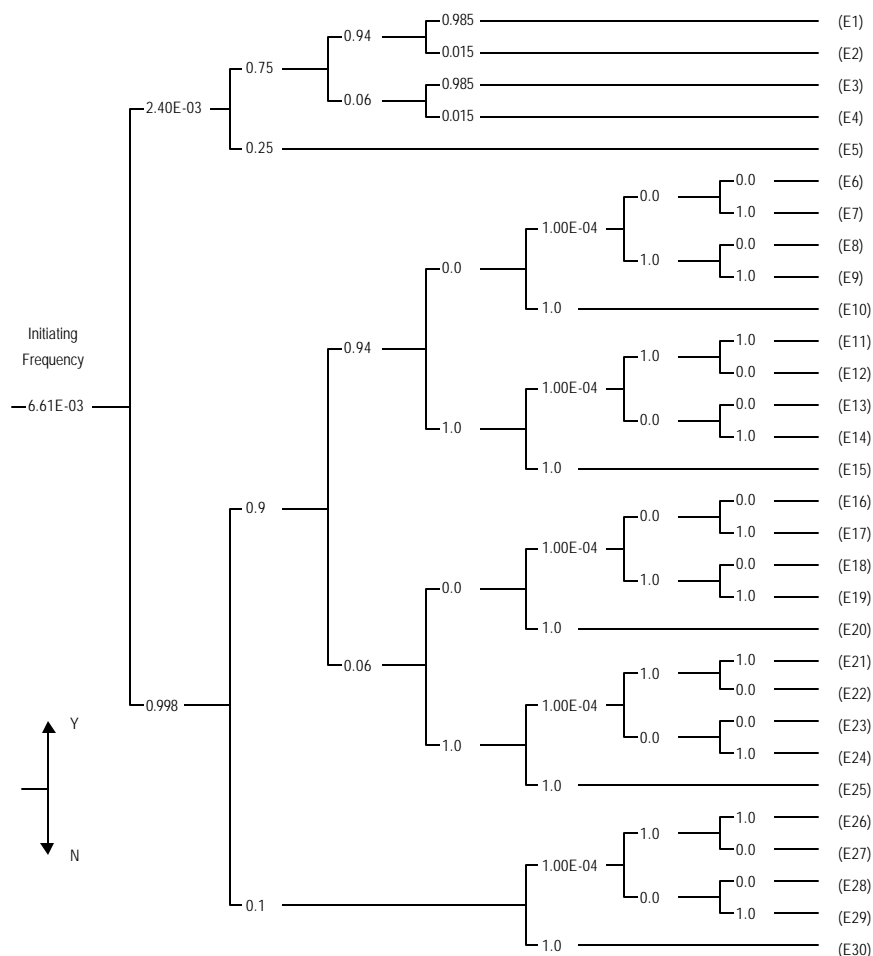 0.985 (E1)
0.94
0.015 (E2)
0.75
0.985 (E3)
0.06
2.40E-03
0.015 (E4)
0.25 (E5)
0.0 (E6)
0.0
1.0 (E7)
1.00E-04
0.0 (E8)
1.0
0.0
1.0 (E9)
1.0 (E10)
Initiating
Frequency
0.94
1.0 (E11)
1.0
0.0 (E12)
1.00E-04
6.61E-03
0.0 (E13)
0.0
1.0
1.0 (E14)
1.0 (E15)
0.9
0.0 (E16)
0.0
1.0 (E17)
1.00E-04
0.0 (E18)
1.0
0.0
1.0 (E19)
1.0 (E20)
0.06
1.0 (E21)
1.0
0.0 (E22)
0.998
1.00E-04
Y
0.0 (E23)
0.0
1.0
1.0 (E24)
1.0 (E25)
1.0 (E26)
1.0
N
0.0 (E27)
1.00E-04
0.0 (E28)
0.0
0.1
1.0 (E29)
1.0 (E30)